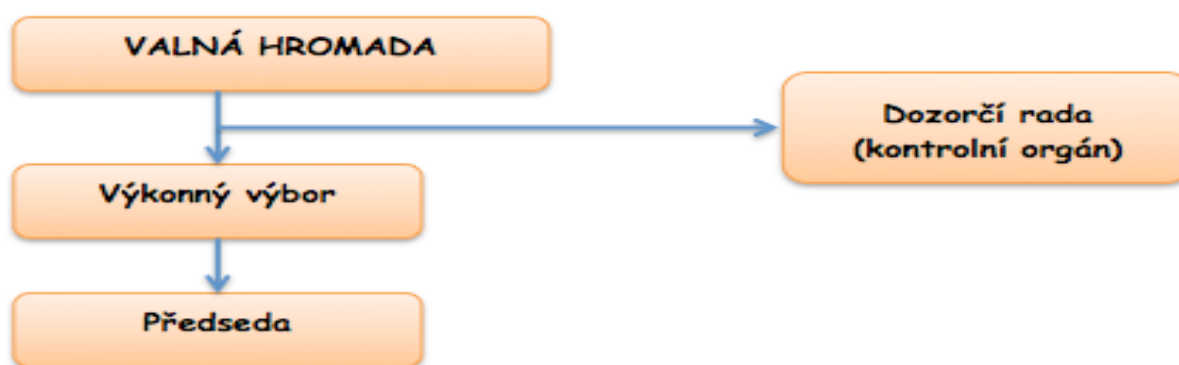 VALNÁ HROMADA
Dozorčí rada
(kontrolní orgán)
Výkonný výbor
Předseda